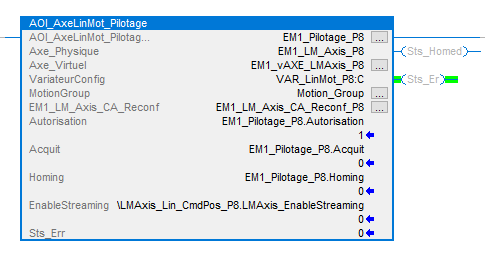 AOI_AxeLinMot_Pilotage
AOI_AxeLinMot_Pilotag... EM1_Pilotage_P8 ...
Axe_Physique EM1_LM_Axis_P8 Sts_Homed
Axe_Virtuel EM1_vAXE_LMAxis_P8 ...
VariateurConfig VAR_LinMot_P8:C Sts_Er
MotionGroup Motion_Group ...
EM1_LM_Axis_CA_Reconf EM1_LM_Axis_CA_Reconf_P8 ...
Autorisation EM1_Pilotage_P8.Autorisation
1
Acquit EM1_Pilotage_P8.Acquit
0
Homing EM1_Pilotage_P8.Homing
0
EnableStreaming \LMAxis_Lin_CmdPos_P8.LMAxis_EnableStreaming
0
Sts_Err 0